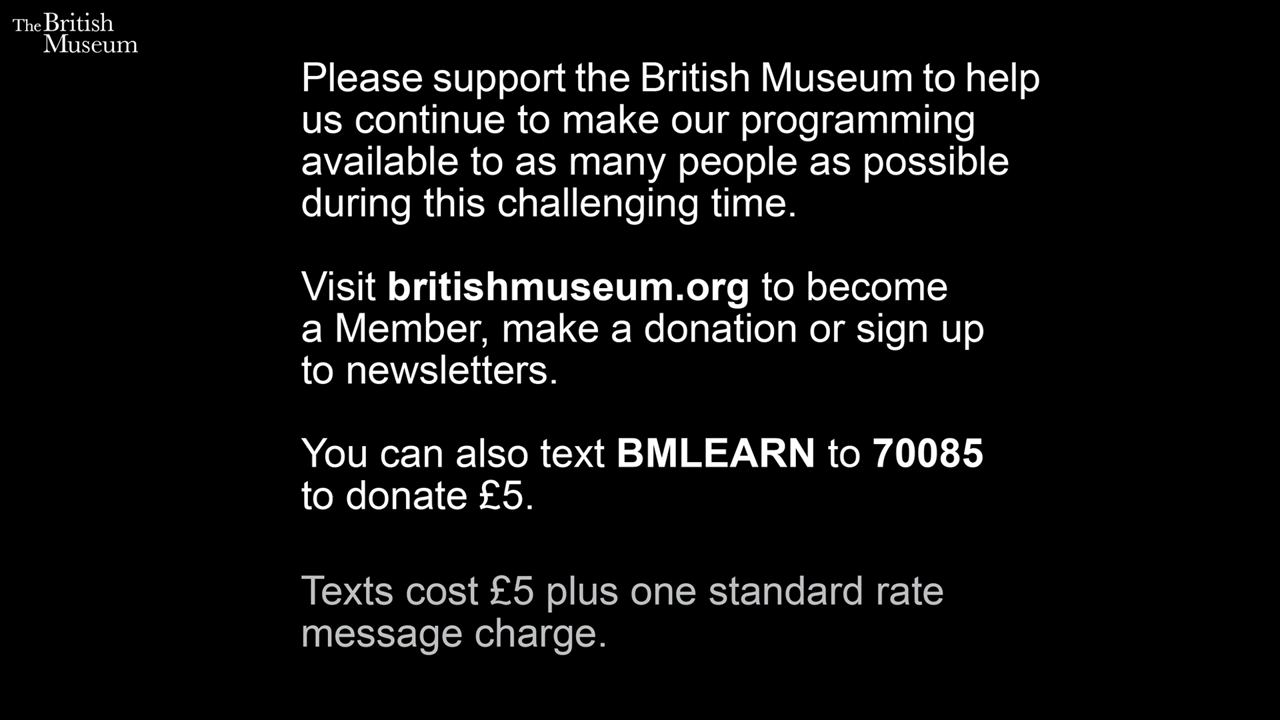 The British
Museum
Please support the British Museum to help
us continue to make our programming
available to as many people as possible
during this challenging time.
Visit britishmuseum.org to become
a Member, make a donation or sign up
to newsletters.
You can also text BMLEARN to 70085
to donate £5.
Texts cost £5 plus one standard rate
message charge.